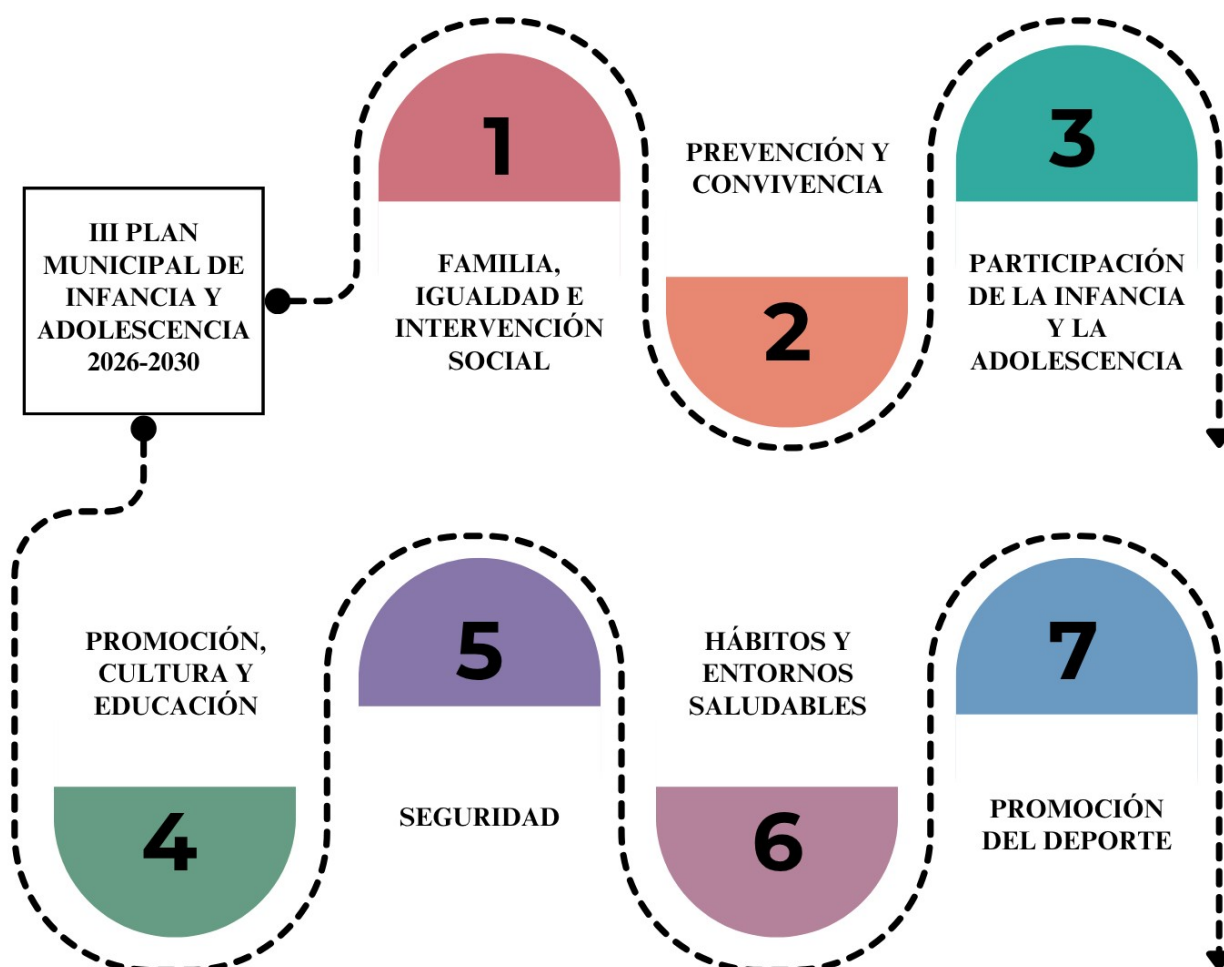 III PLAN
MUNICIPAL DE
INFANCIA Y
ADOLESCENCIA
2026-2030
1
FAMILIA,
IGUALDAD E
INTERVENCIÓN
SOCIAL
PREVENCIÓN Y
CONVIVENCIA
2
3
PARTICIPACIÓN
DE LA INFANCIA
Y LA
ADOLESCENCIA
PROMOCIÓN,
CULTURA Y
EDUCACIÓN
4
5
SEGURIDAD
HÁBITOS Y
ENTORNOS
SALUDABLES
6
7
PROMOCIÓN
DEL DEPORTE